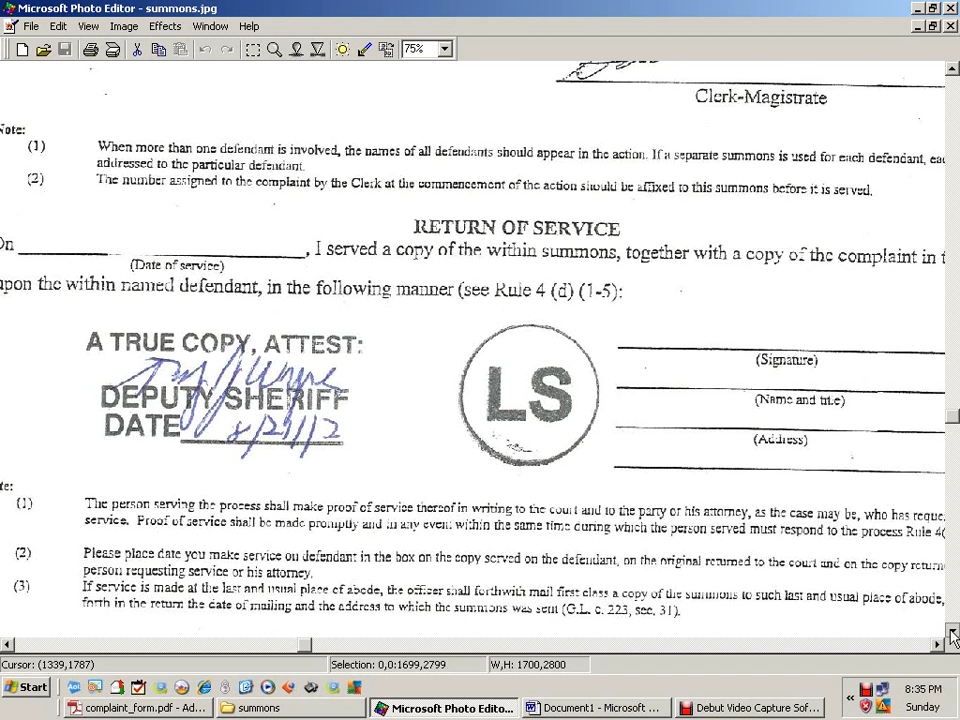 Microsoft Photo Editor - summons.jpg
File Edit View Image Effects Window Help
75%
Clerk-Magistrate
Note:
(1) When more than one defendant is involved, the names of all defendants should appear in the action. If a separate summons is used for each defendant, eac
addressed to the particular defendant.
(2) The number assigned to the complaint by the Clerk at the commencement of the action should be affixed to this summons before it is served.
RETURN OF SERVICE
On , I served a copy of the within summons, together with a copy of the complaint in t
(Date of service)
upon the within named defendant, in the following manner (see Rule 4 (d) (1-5):
A TRUE COPY, ATTEST:
DEPUTY SHERIFF
DATE 8/29/12
LS
(Signature)
(Name and title)
(Address)
te:
(1) The person serving the process shall make proof of service thereof in writing to the court and to the party or his attorney, as the case may be, who has reque
service. Proof of service shall be made promptly and in any event within the same time during which the person served must respond to the process Rule 4(
(2) Please place date you make service on defendant in the box on the copy served on the defendant, on the original returned to the court and on the copy return
person requesting service or his attorney.
(3) If service is made at the last and usual place of abode, the officer shall forthwith mail first class a copy of the summons to such last and usual place of abode,
forth in the return the date of mailing and the address to which the summons was sent (G.L. c. 223, sec. 31).
Cursor: (1339,1787) Selection: 0,0:1699,2799 W,H: 1700,2800
Start 8:35 PM
complaint_form.pdf - Ad... summons Microsoft Photo Edito... Document1 - Microsoft ... Debut Video Capture Sof... Sunday